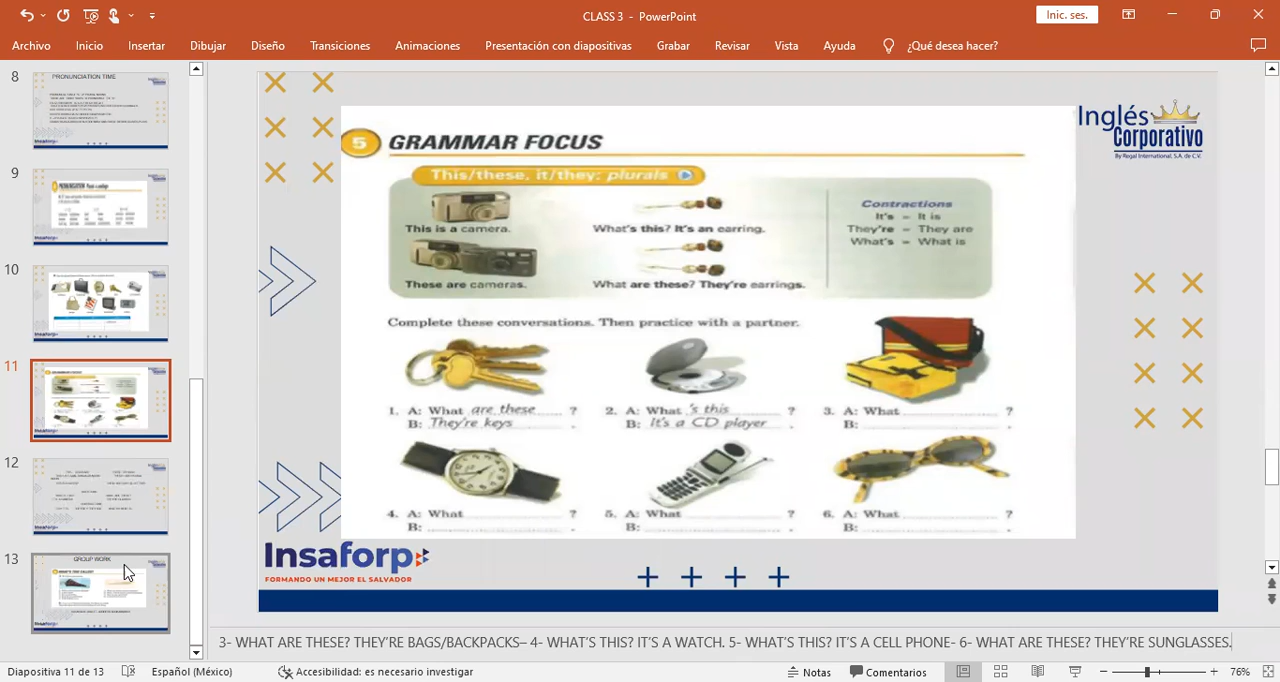 CLASS 3 - PowerPoint
Inic. ses.
Archivo Inicio Insertar Dibujar Diseño Transiciones Animaciones Presentación con diapositivas Grabar Revisar Vista Ayuda ¿Qué desea hacer?
8
PRONUNCIATION TIME
Insaforp
9
Insaforp
10
Insaforp
11
GRAMMAR FOCUS
12
Insaforp
13
GROUP WORK
Inglés
Corporativo
By Regal International, S.A. de C.V.
5 GRAMMAR FOCUS
This/these, it/they; plurals
This is a camera.
What's this? It's an earring.
These are cameras.
What are these? They're earrings.
Contractions
It's = It is
They're = They are
What's = What is
Complete these conversations. Then practice with a partner.
1. A: What are these ?
B: They're keys .
2. A: What 's this ?
B: It's a CD player .
3. A: What ?
B: .
4. A: What ?
B: .
5. A: What ?
B: .
6. A: What ?
B: .
Insaforp
FORMANDO UN MEJOR EL SALVADOR
3- WHAT ARE THESE? THEY'RE BAGS/BACKPACKS– 4- WHAT'S THIS? IT'S A WATCH. 5- WHAT'S THIS? IT'S A CELL PHONE- 6- WHAT ARE THESE? THEY'RE SUNGLASSES.
Diapositiva 11 de 13 Español (México) Accesibilidad: es necesario investigar Notas Comentarios 76%